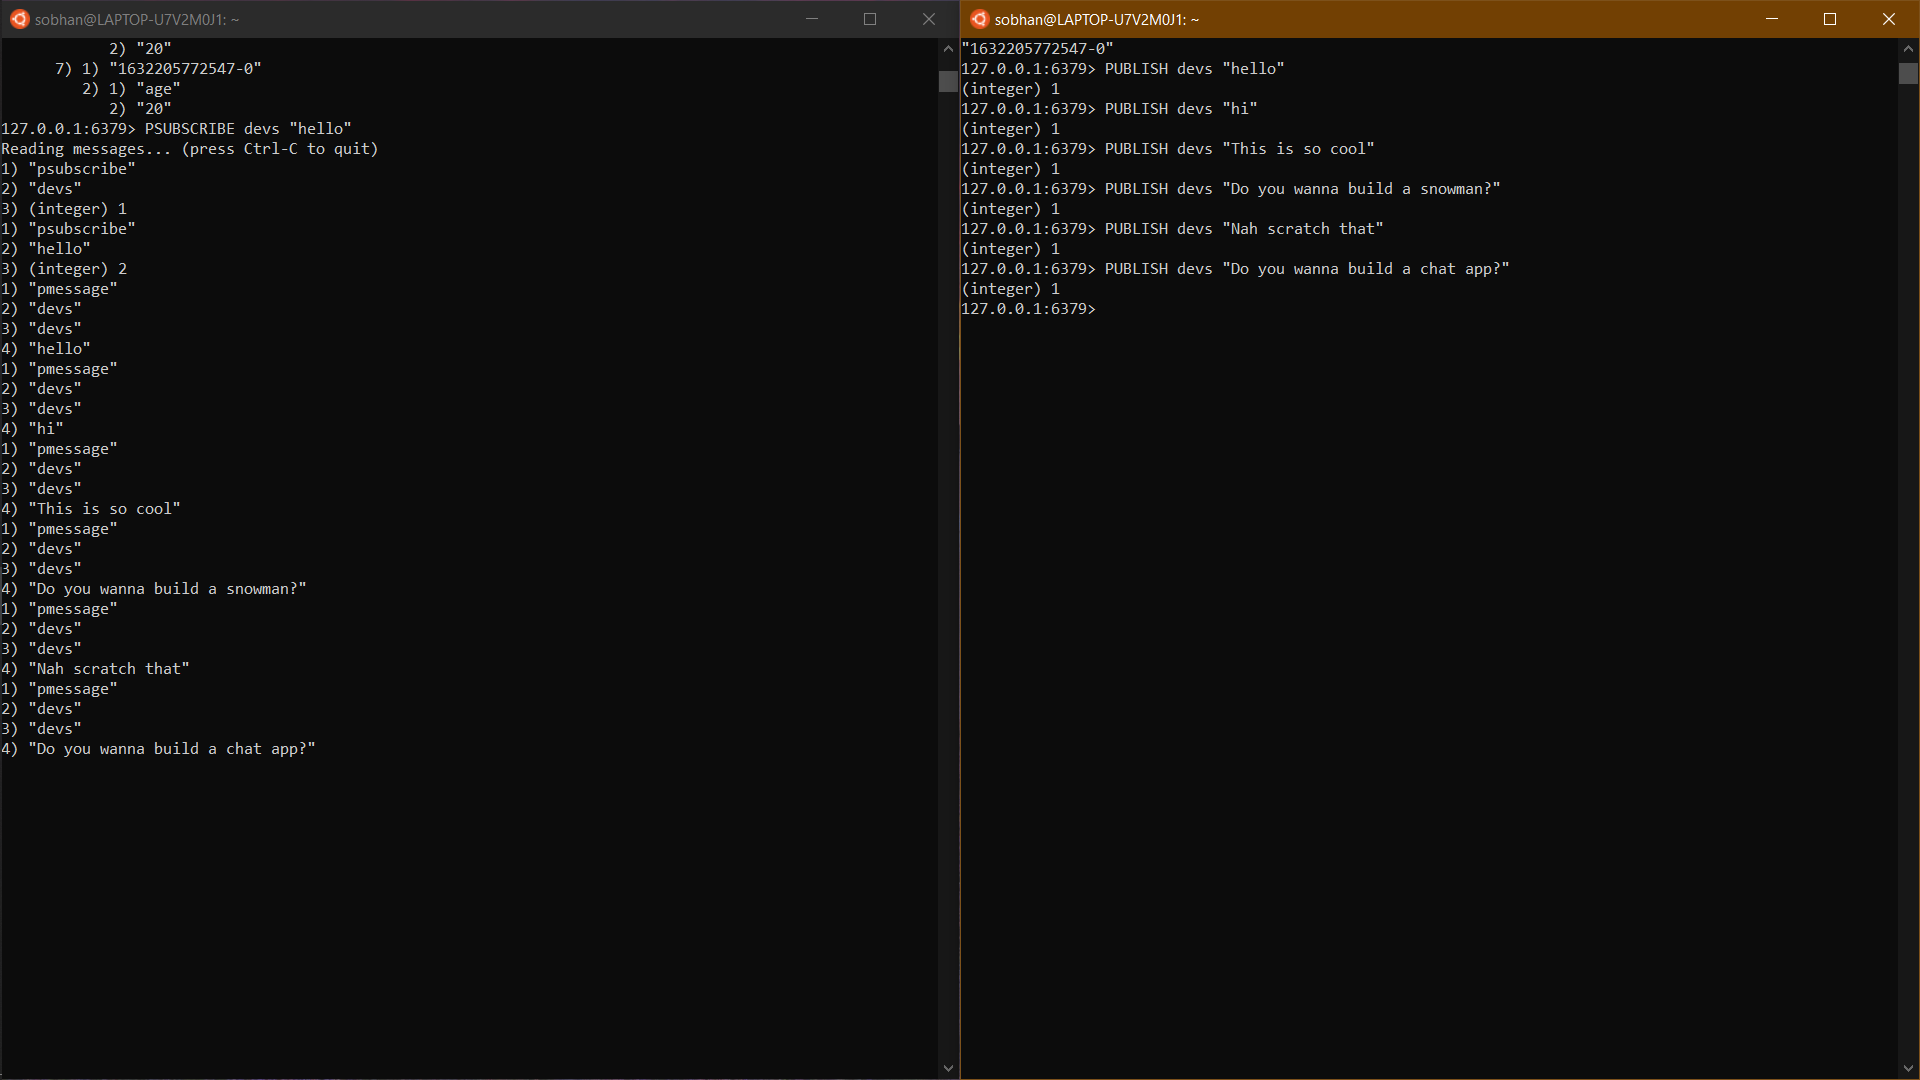 sobhan@LAPTOP-U7V2M0J1: ~
2) "20"
7) 1) "1632205772547-0"
2) 1) "age"
2) "20"
127.0.0.1:6379> PSUBSCRIBE devs "hello"
Reading messages... (press Ctrl-C to quit)
1) "psubscribe"
2) "devs"
3) (integer) 1
1) "psubscribe"
2) "hello"
3) (integer) 2
1) "pmessage"
2) "devs"
3) "devs"
4) "hello"
1) "pmessage"
2) "devs"
3) "devs"
4) "hi"
1) "pmessage"
2) "devs"
3) "devs"
4) "This is so cool"
1) "pmessage"
2) "devs"
3) "devs"
4) "Do you wanna build a snowman?"
1) "pmessage"
2) "devs"
3) "devs"
4) "Nah scratch that"
1) "pmessage"
2) "devs"
3) "devs"
4) "Do you wanna build a chat app?"
sobhan@LAPTOP-U7V2M0J1: ~
"1632205772547-0"
127.0.0.1:6379> PUBLISH devs "hello"
(integer) 1
127.0.0.1:6379> PUBLISH devs "hi"
(integer) 1
127.0.0.1:6379> PUBLISH devs "This is so cool"
(integer) 1
127.0.0.1:6379> PUBLISH devs "Do you wanna build a snowman?"
(integer) 1
127.0.0.1:6379> PUBLISH devs "Nah scratch that"
(integer) 1
127.0.0.1:6379> PUBLISH devs "Do you wanna build a chat app?"
(integer) 1
127.0.0.1:6379>